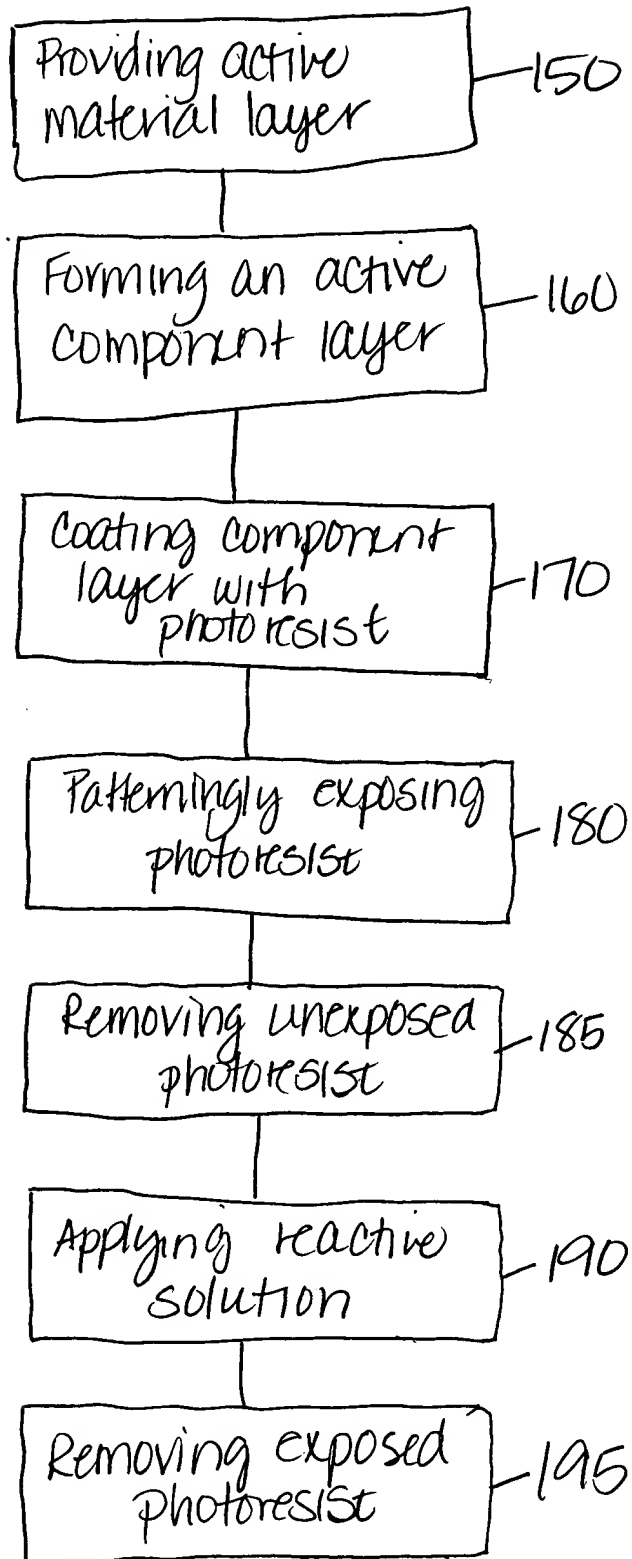 Providing active
material layer
150
Forming an active
component layer
160
Coating component
layer with
photoresist
170
Patterningly exposing
photoresist
180
Removing unexposed
photoresist
185
Applying reactive
solution
190
Removing exposed
photoresist
195